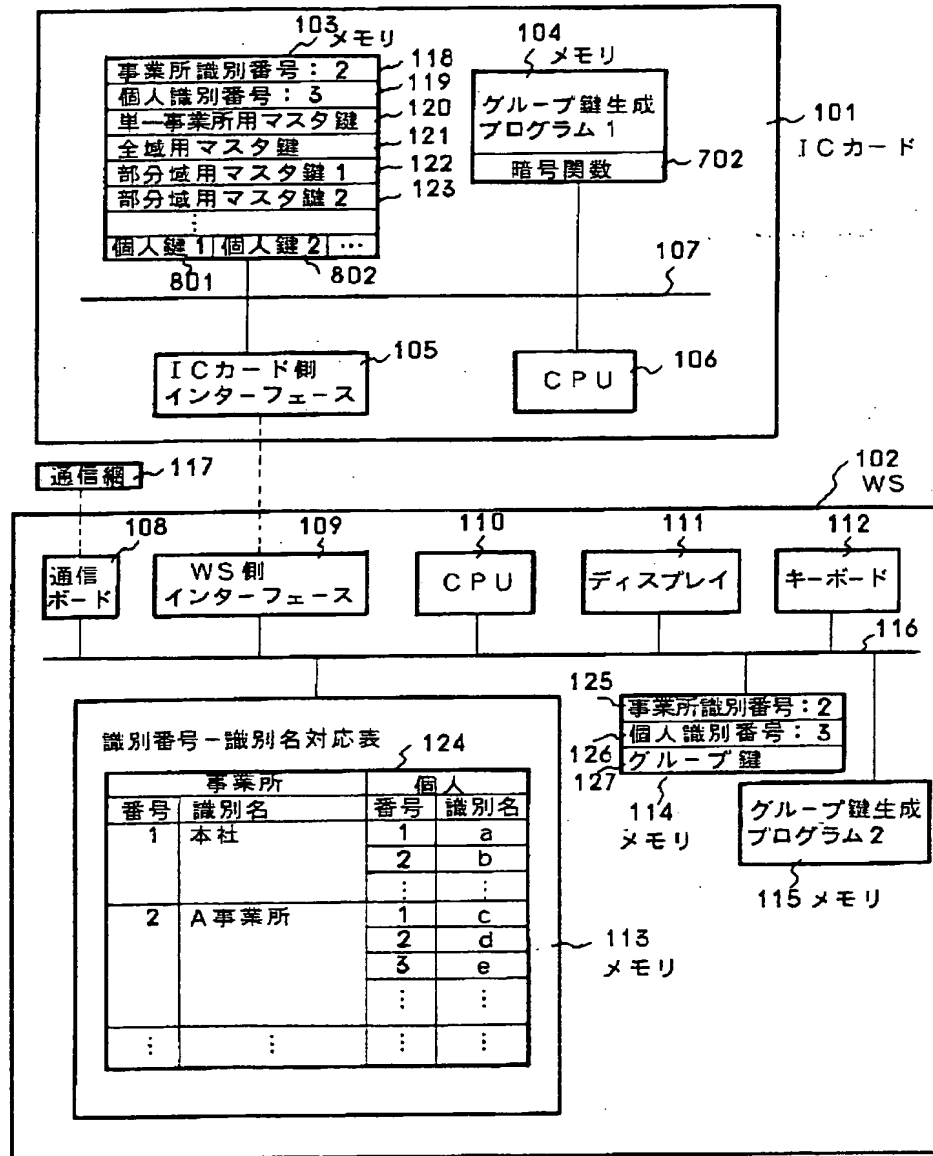 103 メモリ
事業所識別番号:2 118
個人識別番号:3 119
単一事業所用マスタ鍵 120
全域用マスタ鍵 121
部分域用マスタ鍵1 122
部分域用マスタ鍵2 123
⋮
個人鍵1 個人鍵2 …
801 802
104 メモリ
グループ鍵生成
プログラム1
暗号関数 702
101
ICカード
107
105
ICカード側
インターフェース
106
CPU
通信網 117
102
WS
108
通信
ボード
109
WS側
インターフェース
110
CPU
111
ディスプレイ
112
キーボード
116
識別番号-識別名対応表
124
事業所 個人
番号 識別名 番号 識別名
1 本社 1 a
2 b
⋮ ⋮
2 A事業所 1 c
2 d
3 e
⋮ ⋮
⋮ ⋮ ⋮ ⋮
113
メモリ
125 事業所識別番号:2
126 個人識別番号:3
127 グループ鍵
114
メモリ
グループ鍵生成
プログラム2
115 メモリ